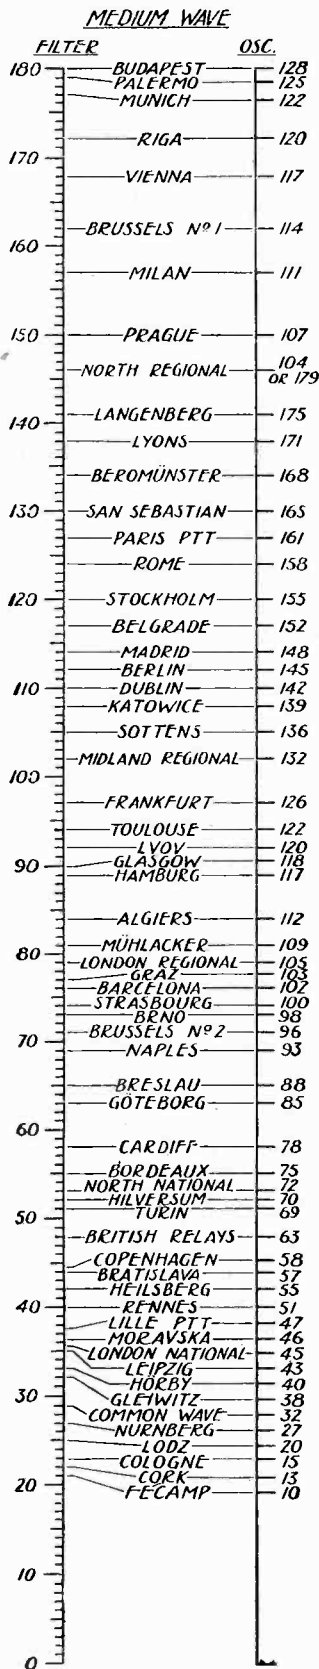 MEDIUM WAVE
FILTER OSC.
180 BUDAPEST 128
PALERMO 125
MUNICH 122
RIGA 120
170
VIENNA 117
BRUSSELS Nº 1 114
160
MILAN 111
150 PRAGUE 107
NORTH REGIONAL 104
OR 179
LANGENBERG 175
140
LYONS 171
BEROMÜNSTER 168
130 SAN SEBASTIAN 165
PARIS PTT 161
ROME 158
120 STOCKHOLM 155
BELGRADE 152
MADRID 148
BERLIN 145
110 DUBLIN 142
KATOWICE 139
SOTTENS 136
MIDLAND REGIONAL 132
100
FRANKFURT 126
TOULOUSE 122
LVOV 120
90 GLASGOW 118
HAMBURG 117
ALGIERS 112
MÜHLACKER 109
80
LONDON REGIONAL 105
GRAZ 103
BARCELONA 102
STRASBOURG 100
BRNO 98
BRUSSELS Nº 2 96
70
NAPLES 93
BRESLAU 88
GÖTEBORG 85
60
CARDIFF 78
BORDEAUX 75
NORTH NATIONAL 72
HILVERSUM 70
TURIN 69
50
BRITISH RELAYS 63
COPENHAGEN 58
BRATISLAVA 57
HEILSBERG 55
40 RENNES 51
LILLE PTT 47
MORAVSKA 46
LONDON NATIONAL 45
LEIPZIG 43
HÖRBY 40
30 GLEIWITZ 38
COMMON WAVE 32
NURNBERG 27
LODZ 20
COLOGNE 15
20 CORK 13
FECAMP 10
10
0